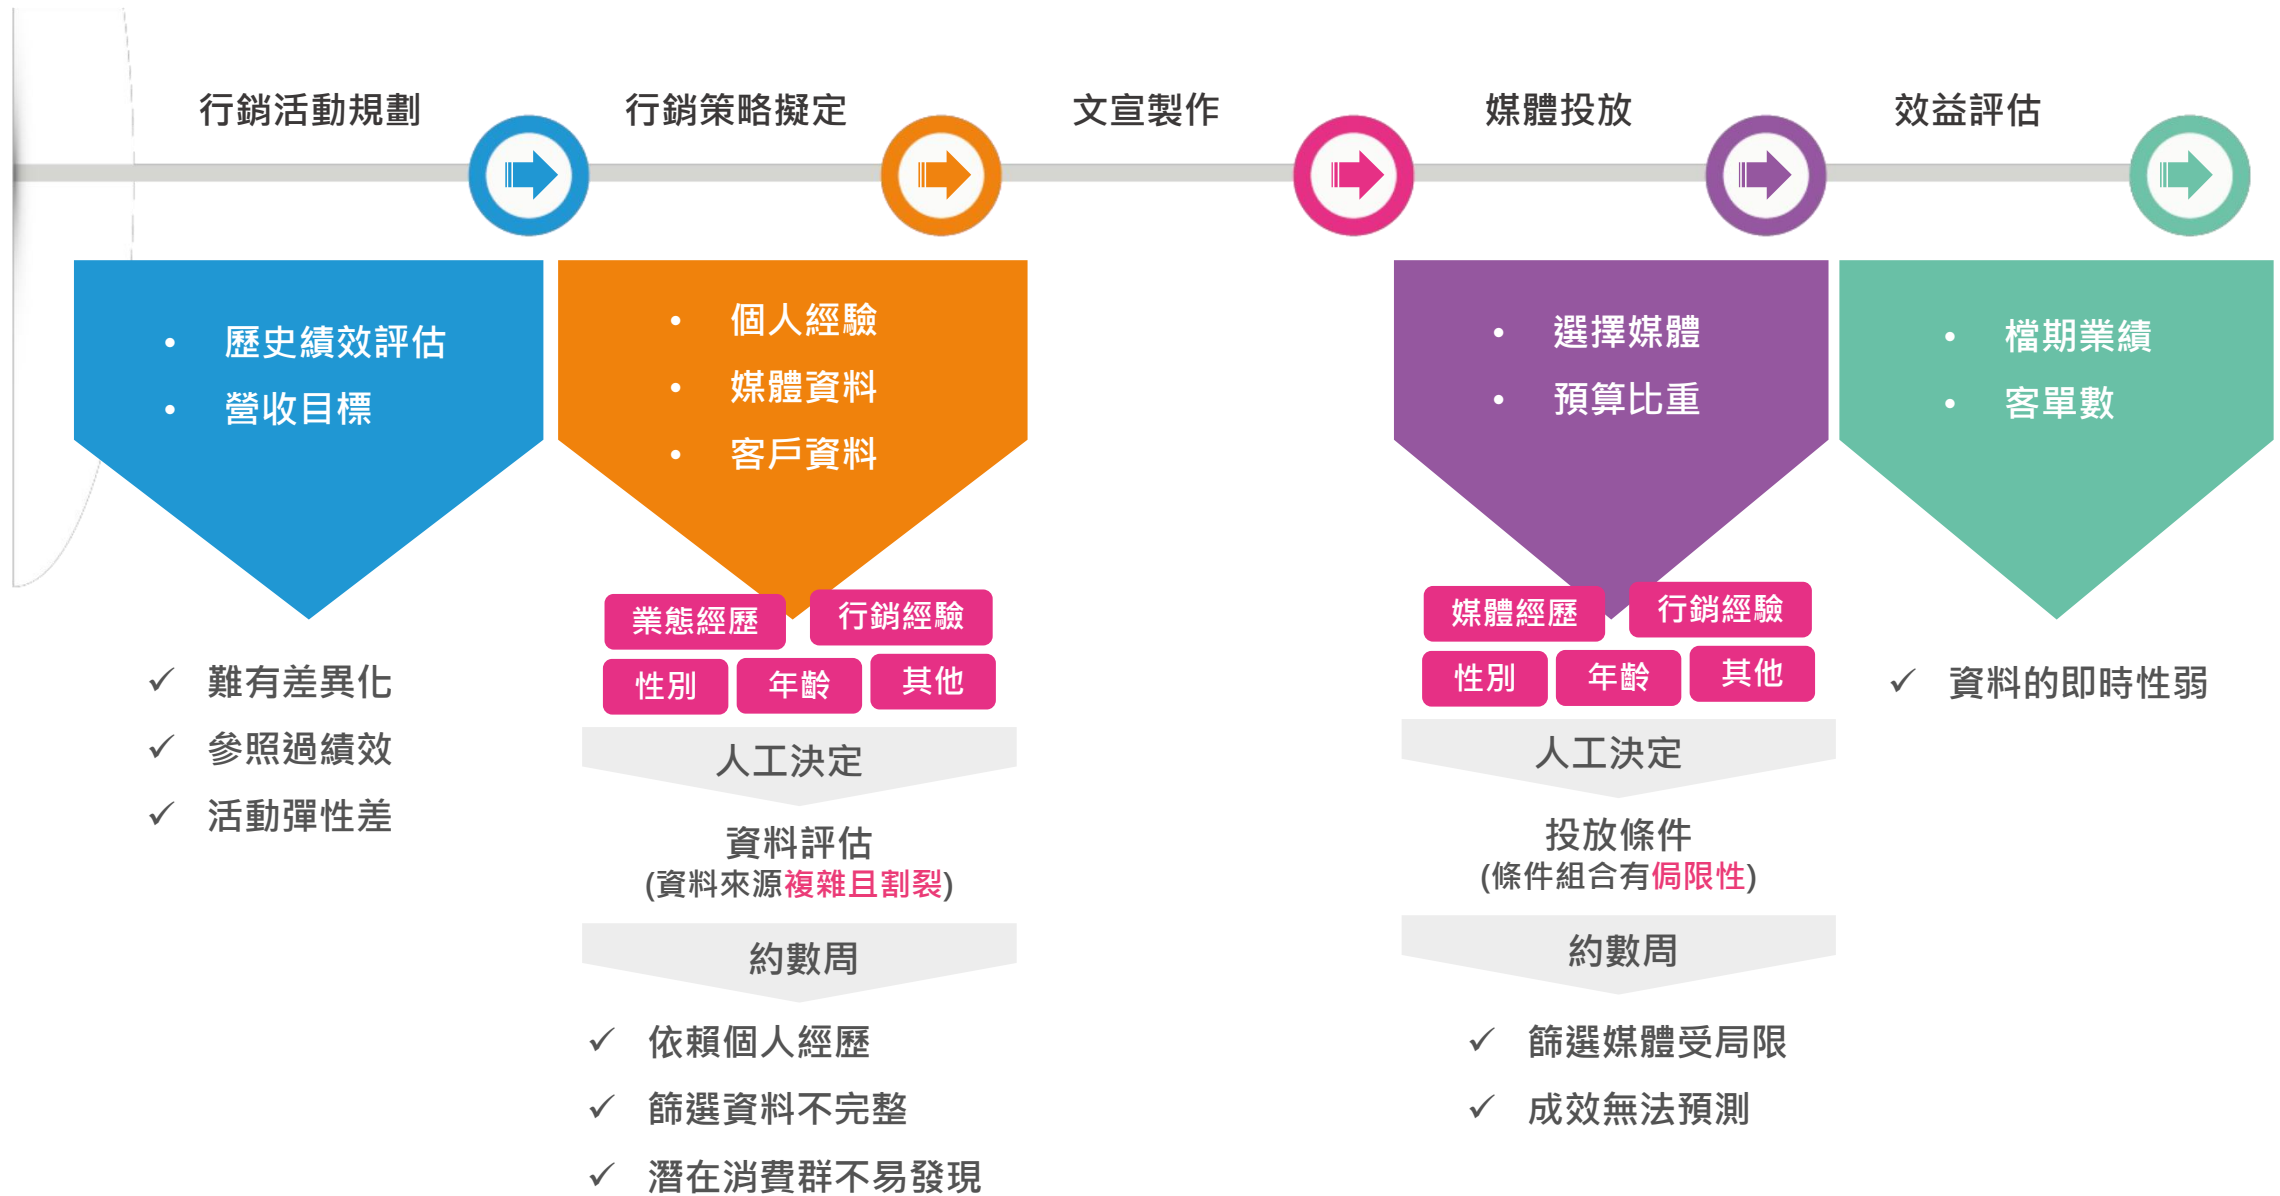 行銷活動規劃
行銷策略擬定
文宣製作
媒體投放
效益評估
• 歷史績效評估
• 營收目標
✓ 難有差異化
✓ 參照過績效
✓ 活動彈性差
• 個人經驗
• 媒體資料
• 客戶資料
業態經歷 行銷經驗
性別 年齡 其他
人工決定
資料評估
(資料來源複雜且割裂)
約數周
✓ 依賴個人經歷
✓ 篩選資料不完整
✓ 潛在消費群不易發現
• 選擇媒體
• 預算比重
媒體經歷 行銷經驗
性別 年齡 其他
人工決定
投放條件
(條件組合有侷限性)
約數周
✓ 篩選媒體受局限
✓ 成效無法預測
• 檔期業績
• 客單數
✓ 資料的即時性弱